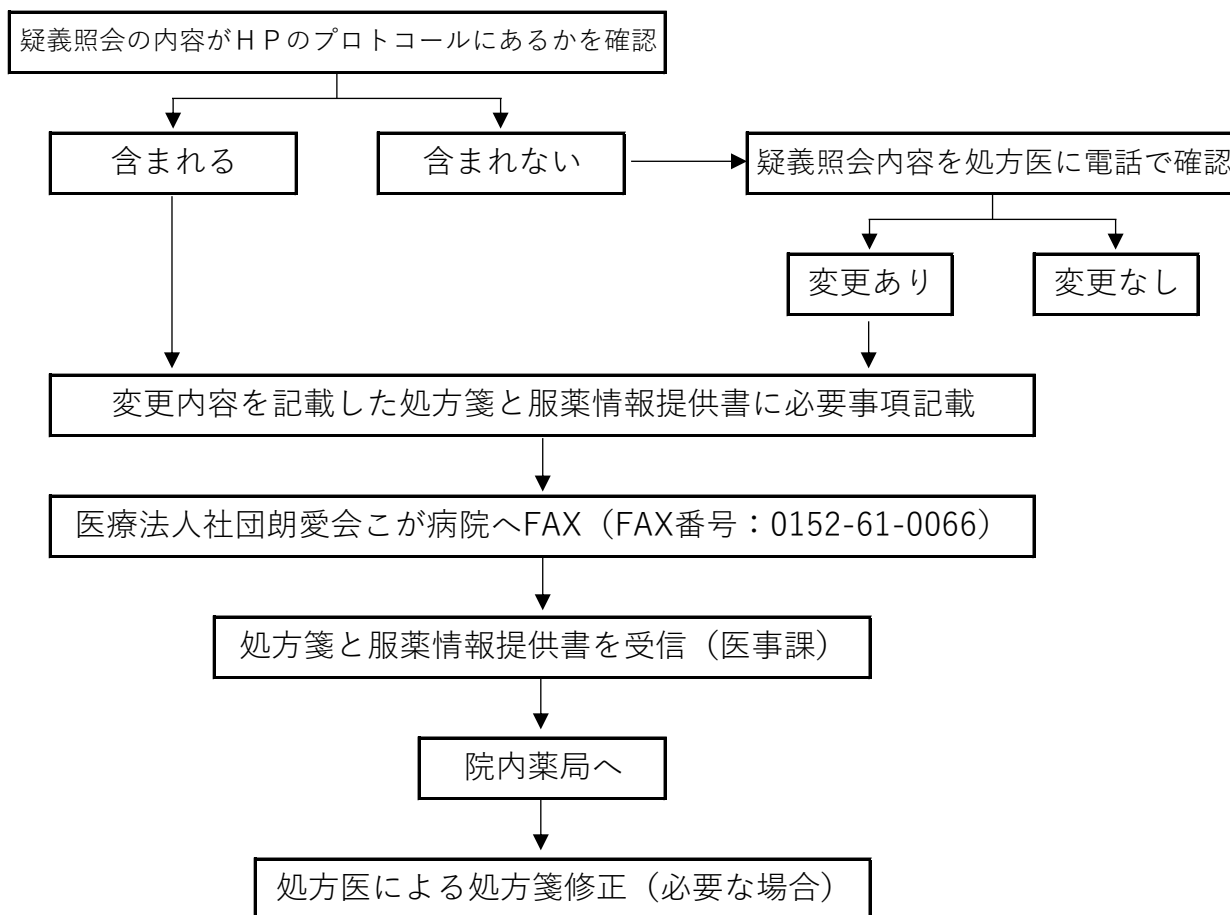 疑義照会の内容がＨＰのプロトコールにあるかを確認
含まれる
含まれない
疑義照会内容を処方医に電話で確認
変更あり
変更なし
変更内容を記載した処方箋と服薬情報提供書に必要事項記載
医療法人社団朗愛会こが病院へFAX（FAX番号：0152-61-0066）
処方箋と服薬情報提供書を受信（医事課）
院内薬局へ
処方医による処方箋修正（必要な場合）